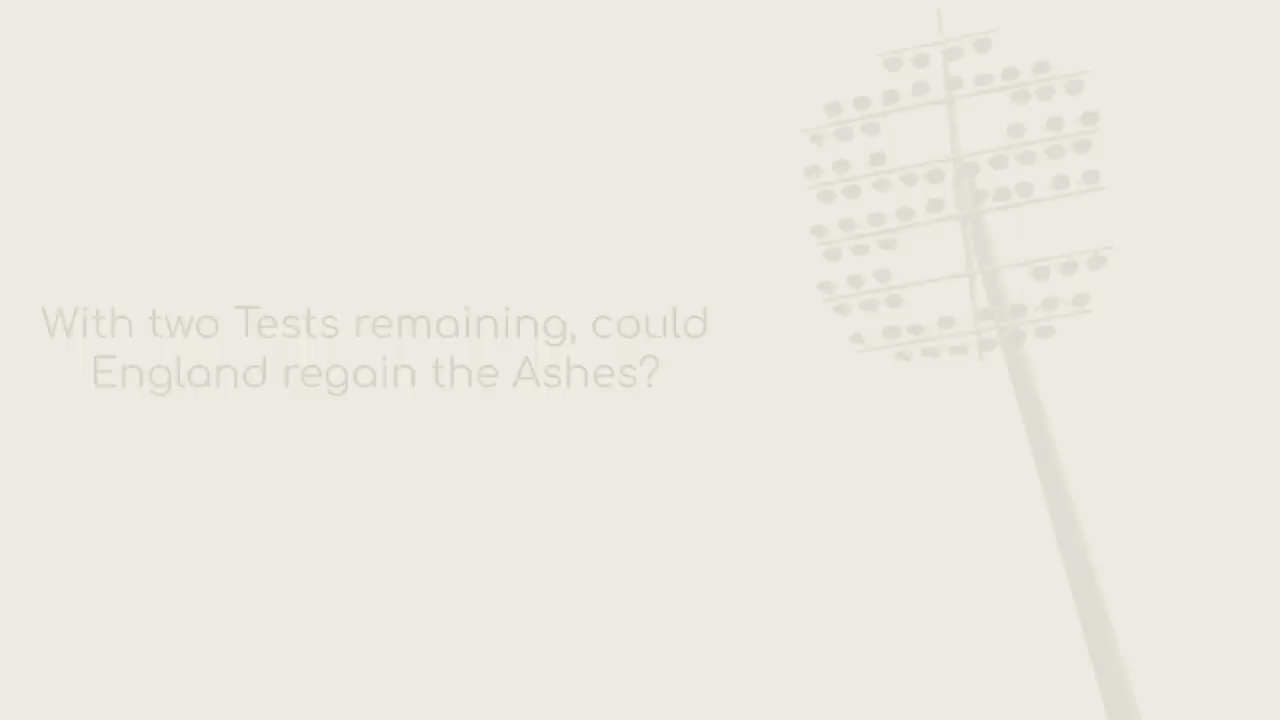 With two Tests remaining, could
England regain the Ashes?